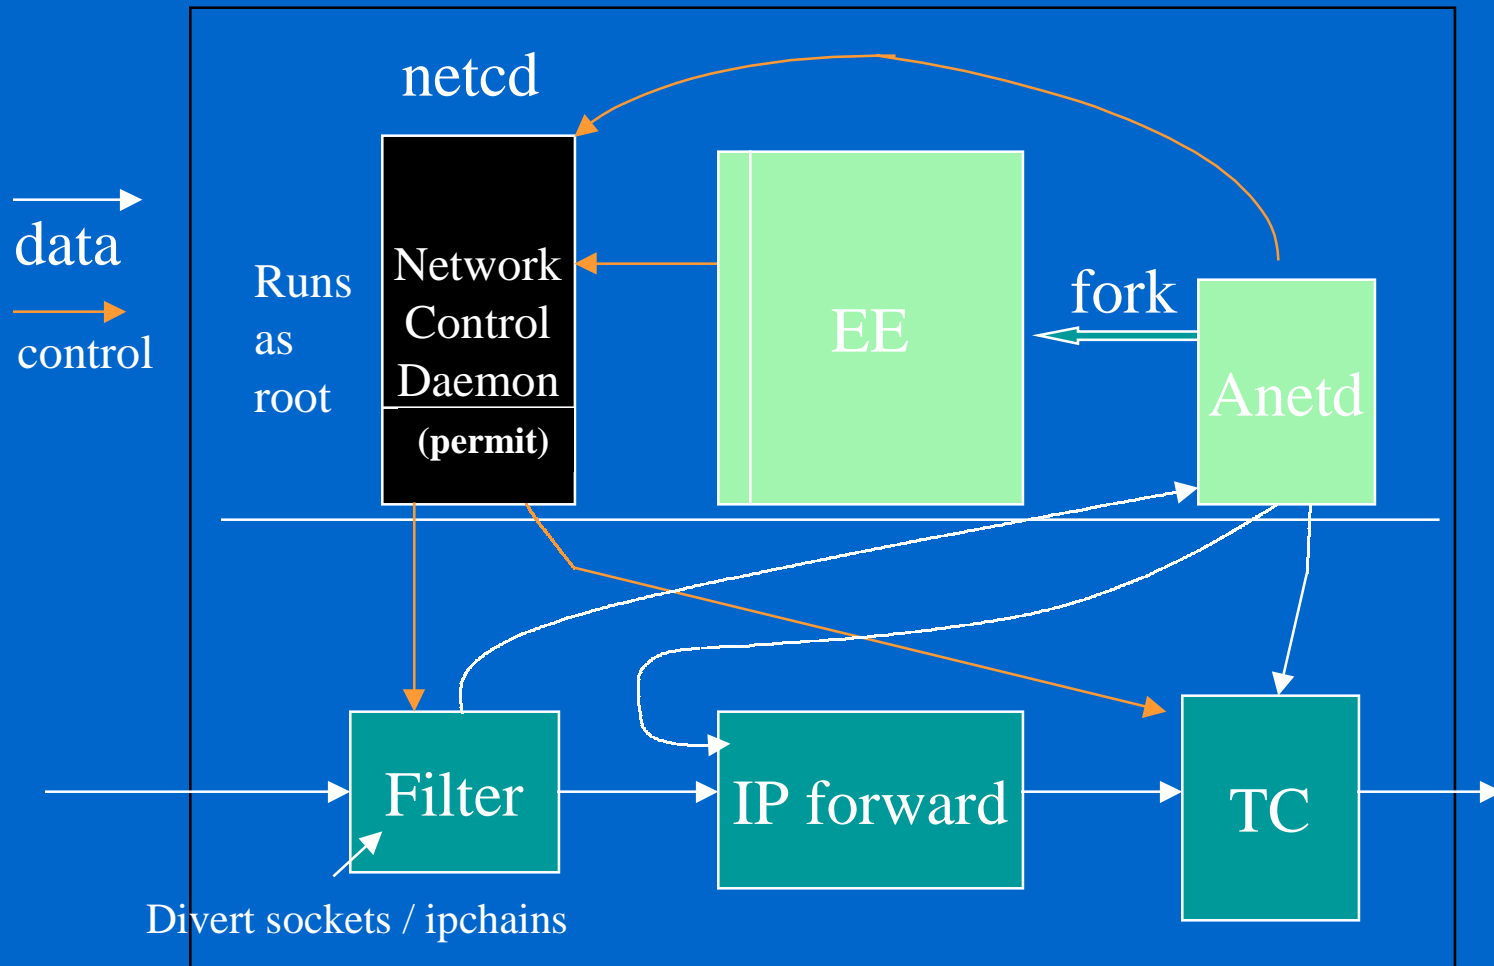 netcd
data
control
Runs
as
root
Network
Control
Daemon
(permit)
EE
fork
Anetd
Filter
IP forward
TC
Divert sockets / ipchains